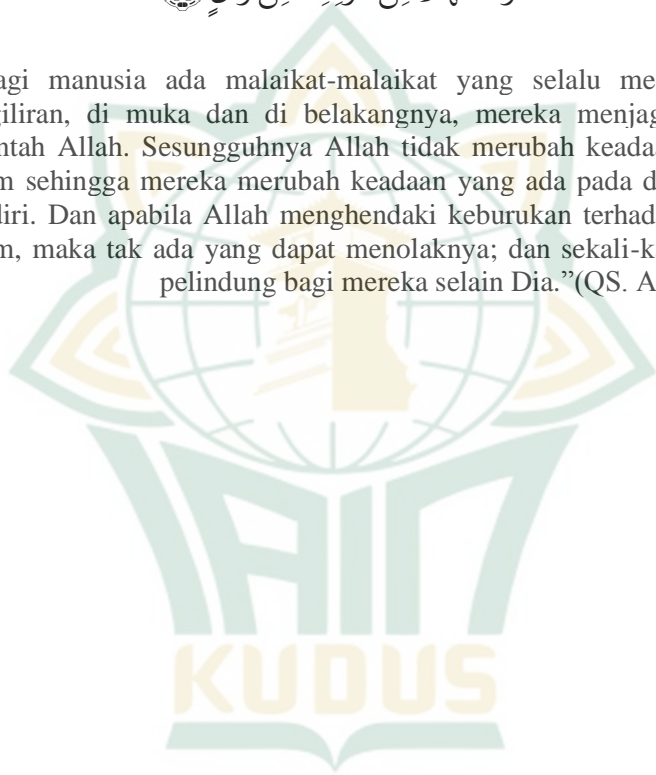 agi manusia ada malaikat-malaikat yang selalu me
giliran, di muka dan di belakangnya, mereka menjag
ntah Allah. Sesungguhnya Allah tidak merubah keada
m sehingga mereka merubah keadaan yang ada pada d
diri. Dan apabila Allah menghendaki keburukan terhad
m, maka tak ada yang dapat menolaknya; dan sekali-k
pelindung bagi mereka selain Dia.”(QS. A
IAIN
KUDUS